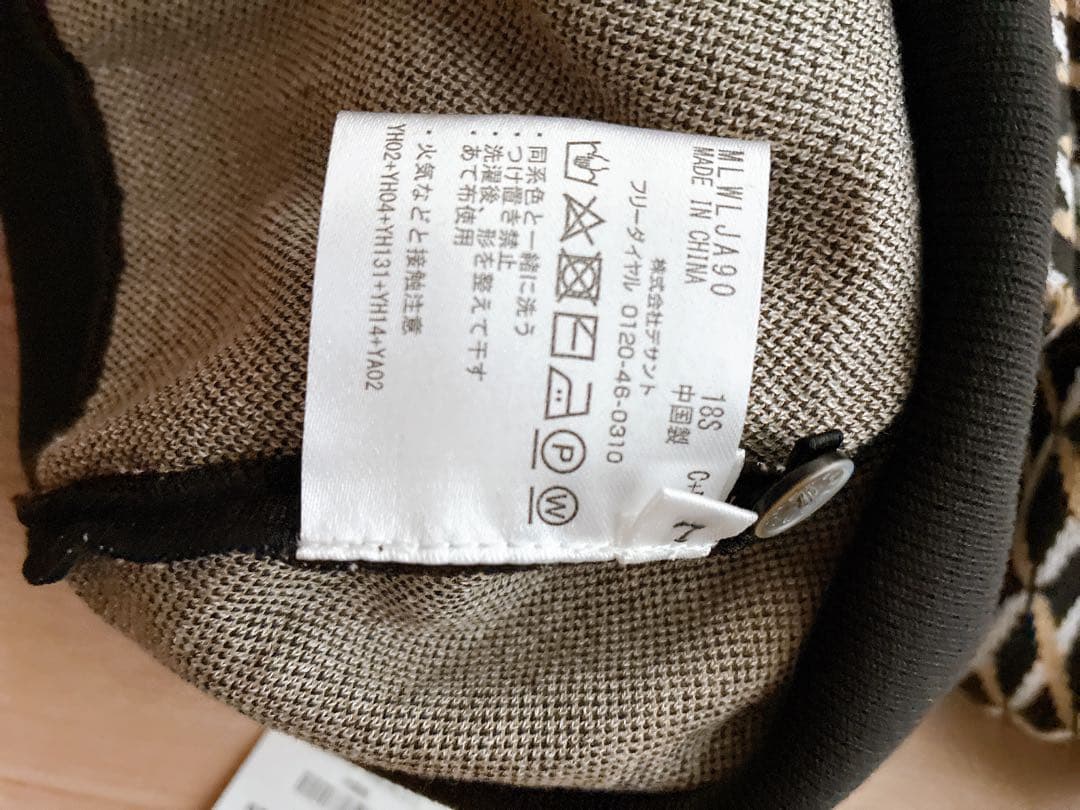 MLWLJA90 18S
MADE IN CHINA 中国製
株式会社デサント
フリーダイヤル 0120-46-0310
P
W
・同系色と一緒に洗う
・つけ置き禁止
・洗濯後、形を整えて干す
・あて布使用
・火気などと接触注意
YH02+YH04+YH131+YH14+YA02